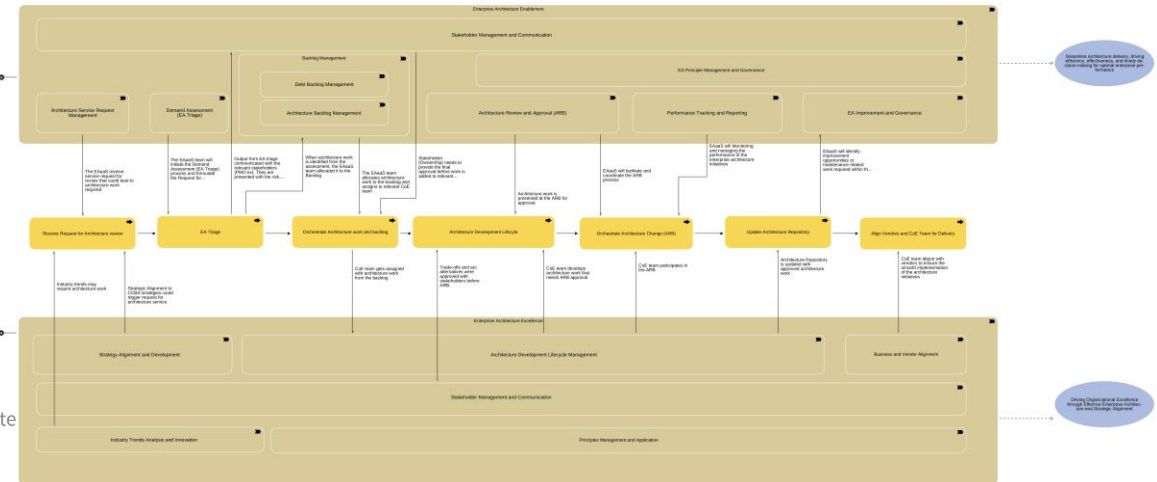 Enterprise Architecture Enablement
Stakeholder Management and Communication
Backlog Management
Debt Backlog Management
Architecture Backlog Management
EA Principle Management and Governance
Architecture Service Request
Management
Demand Assessment
(EA Triage)
Architecture Review and Approval (ARB)
Performance Tracking and Reporting
EA Improvement and Governance
Streamline architecture delivery, driving
efficiency, effectiveness, and timely de-
cision-making for optimal enterprise per-
formance
The EAaaS receive
service request for
review that could lead to
architecture work
required
The EAaaS team will
initiate the Demand
Assessment (EA Triage)
process and formulate
the Request for...
Output from EA triage
communicated with the
relevant stakeholders
(PMO ex). They are
presented with the risk....
When architecture work
is identified from the
assessment, the EAaaS
team allocated it to the
Backlog
The EAaaS team
allocates architecture
work to the backlog and
assigns to relevant CoE
team
Stakeholder
(Ownership) needs to
provide the final
approval before work is
added to relevant...
Architecture work is
presented at the ARB for
approval
EAaaS will facilitate and
coordinate the ARB
process
EAaaS will Monitoring
and managing the
performance of the
enterprise architecture
initiatives
EAaaS will identify
improvement
opportunities or
maintenance related
work required within th...
Receive Request for Architecture review
EA Triage
Orchestrate Architecture work and backlog
Architecture Development Lifecycle
Orchestrate Architecture Change (ARB)
Update Architecture Repository
Align Vendors and CoE Team for Delivery
Industry trends may
require architecture work
Strategic Alignment to
strategies could
trigger request for
architecture service
CoE team gets assigned
with architecture work
from the backlog
Trade-offs and arc
alternatives were
approved with
stakeholders before
ARB
CoE team develops
architecture work that
needs ARB approval
CoE team participates in
the ARB
Architecture Repository
is updated with
approved architecture
work
CoE team align with
vendors to ensure the
smooth implementation
of the architecture
initiatives
Enterprise Architecture Excellence
Strategy Alignment and Development
Architecture Development Lifecycle Management
Business and Vendor Alignment
Stakeholder Management and Communication
Industry Trends Analysis and Innovation
Principles Management and Application
Driving Organizational Excellence
through Effective Enterprise Architec-
ture and Strategic Alignment
te